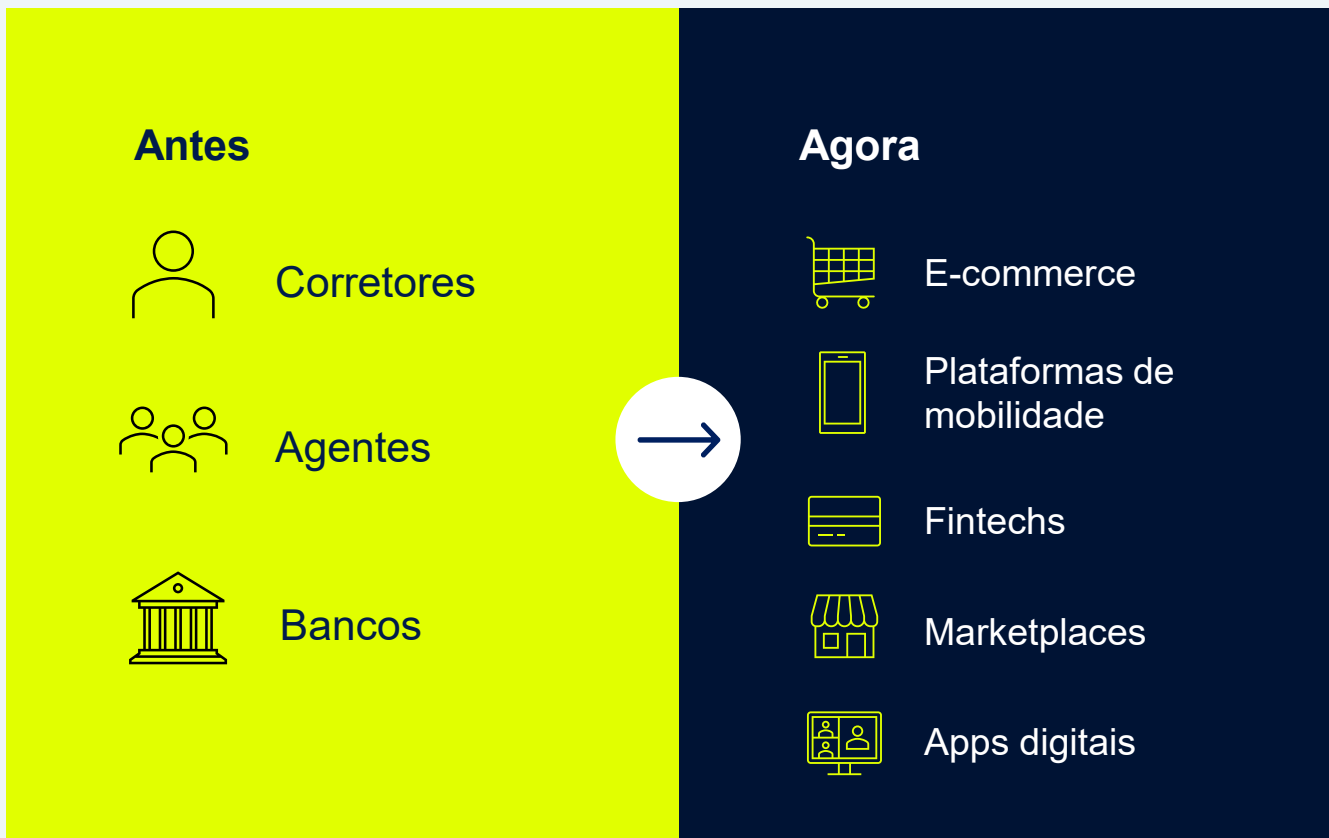 Antes
Corretores
Agentes
Bancos
Agora
E-commerce
Plataformas de
mobilidade
Fintechs
Marketplaces
Apps digitais